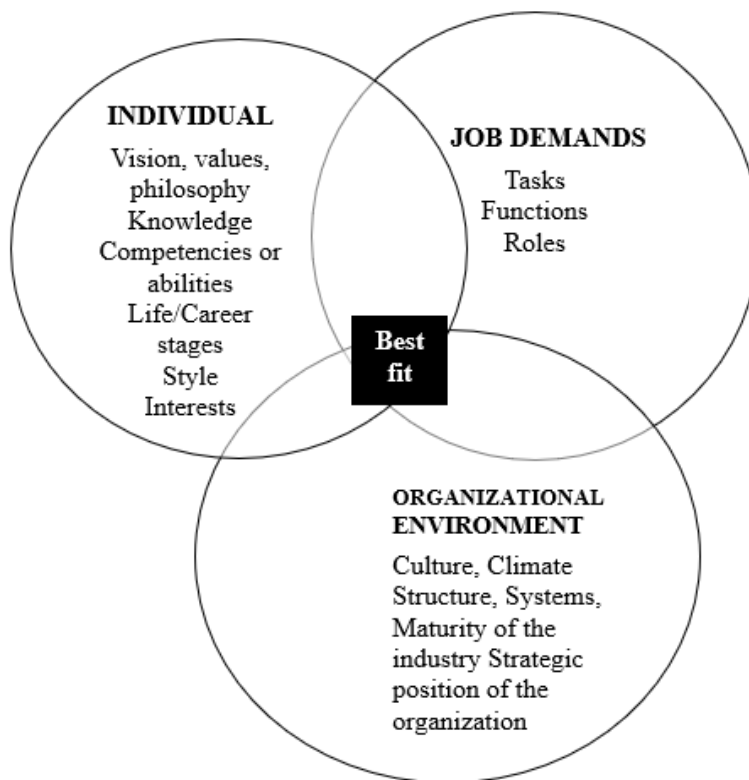 INDIVIDUAL
Vision, values,
philosophy
Knowledge
Competencies or
abilities
Life/Career
stages
Style
Interests
JOB DEMANDS
Tasks
Functions
Roles
Best
fit
ORGANIZATIONAL
ENVIRONMENT
Culture, Climate
Structure, Systems,
Maturity of the
industry Strategic
position of the
organization